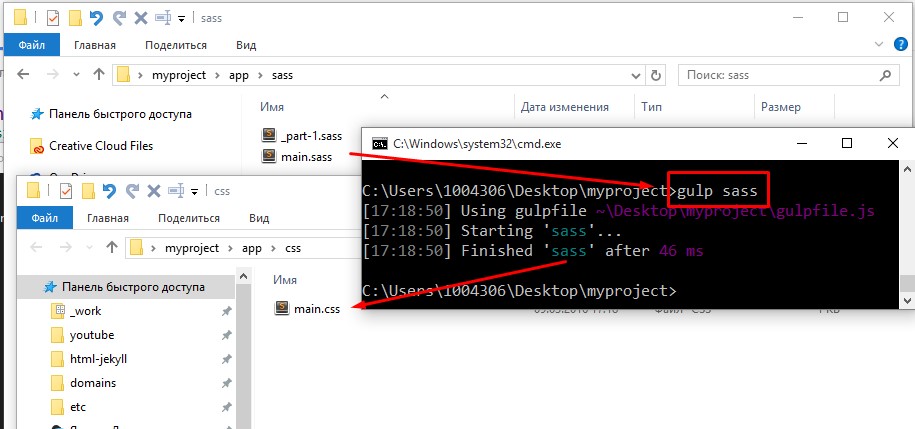 sass
Файл
Главная
Поделиться
Вид
myproject
app
sass
Поиск: sass
Имя
Дата изменения
Тип
Размер
Панель быстрого доступа
Creative Cloud Files
_part-1.sass
main.sass
C:\Windows\system32\cmd.exe
C:\Users\1004306\Desktop\myproject>gulp sass
[17:18:50] Using gulpfile ~\Desktop\myproject\gulpfile.js
[17:18:50] Starting 'sass'...
[17:18:50] Finished 'sass' after 46 ms
C:\Users\1004306\Desktop\myproject>
css
Файл
Главная
Поделиться
Вид
myproject
app
css
Имя
Панель быстрого доступа
_work
youtube
html-jekyll
domains
etc
main.css